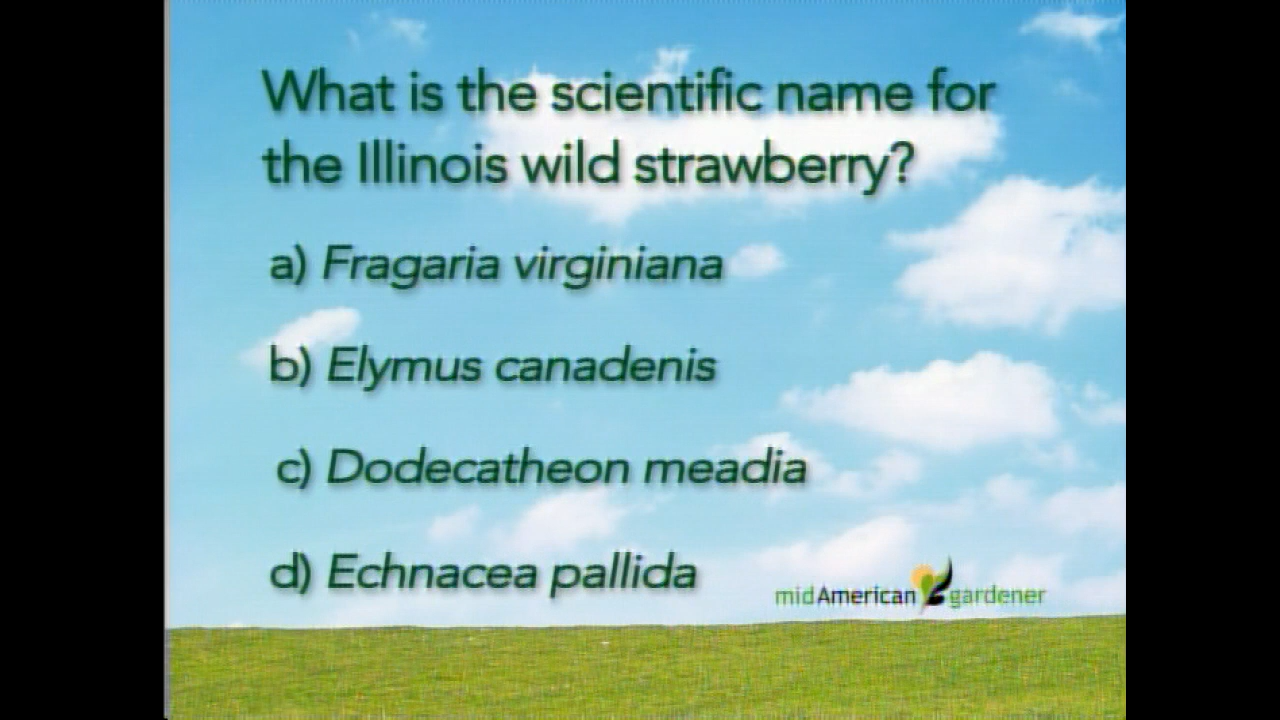 What is the scientific name for
the Illinois wild strawberry?
a) Fragaria virginiana
b) Elymus canadenis
c) Dodecatheon meadia
d) Echnacea pallida
midAmerican gardener